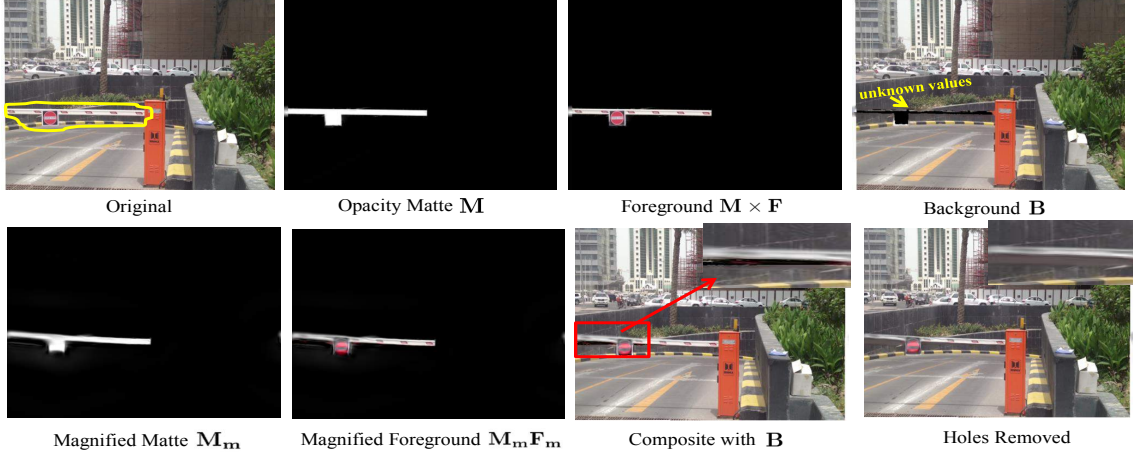 unknown values
Original
Opacity Matte M
Foreground M × F
Background B
Magnified Matte Mm
Magnified Foreground MmFm
Composite with B
Holes Removed